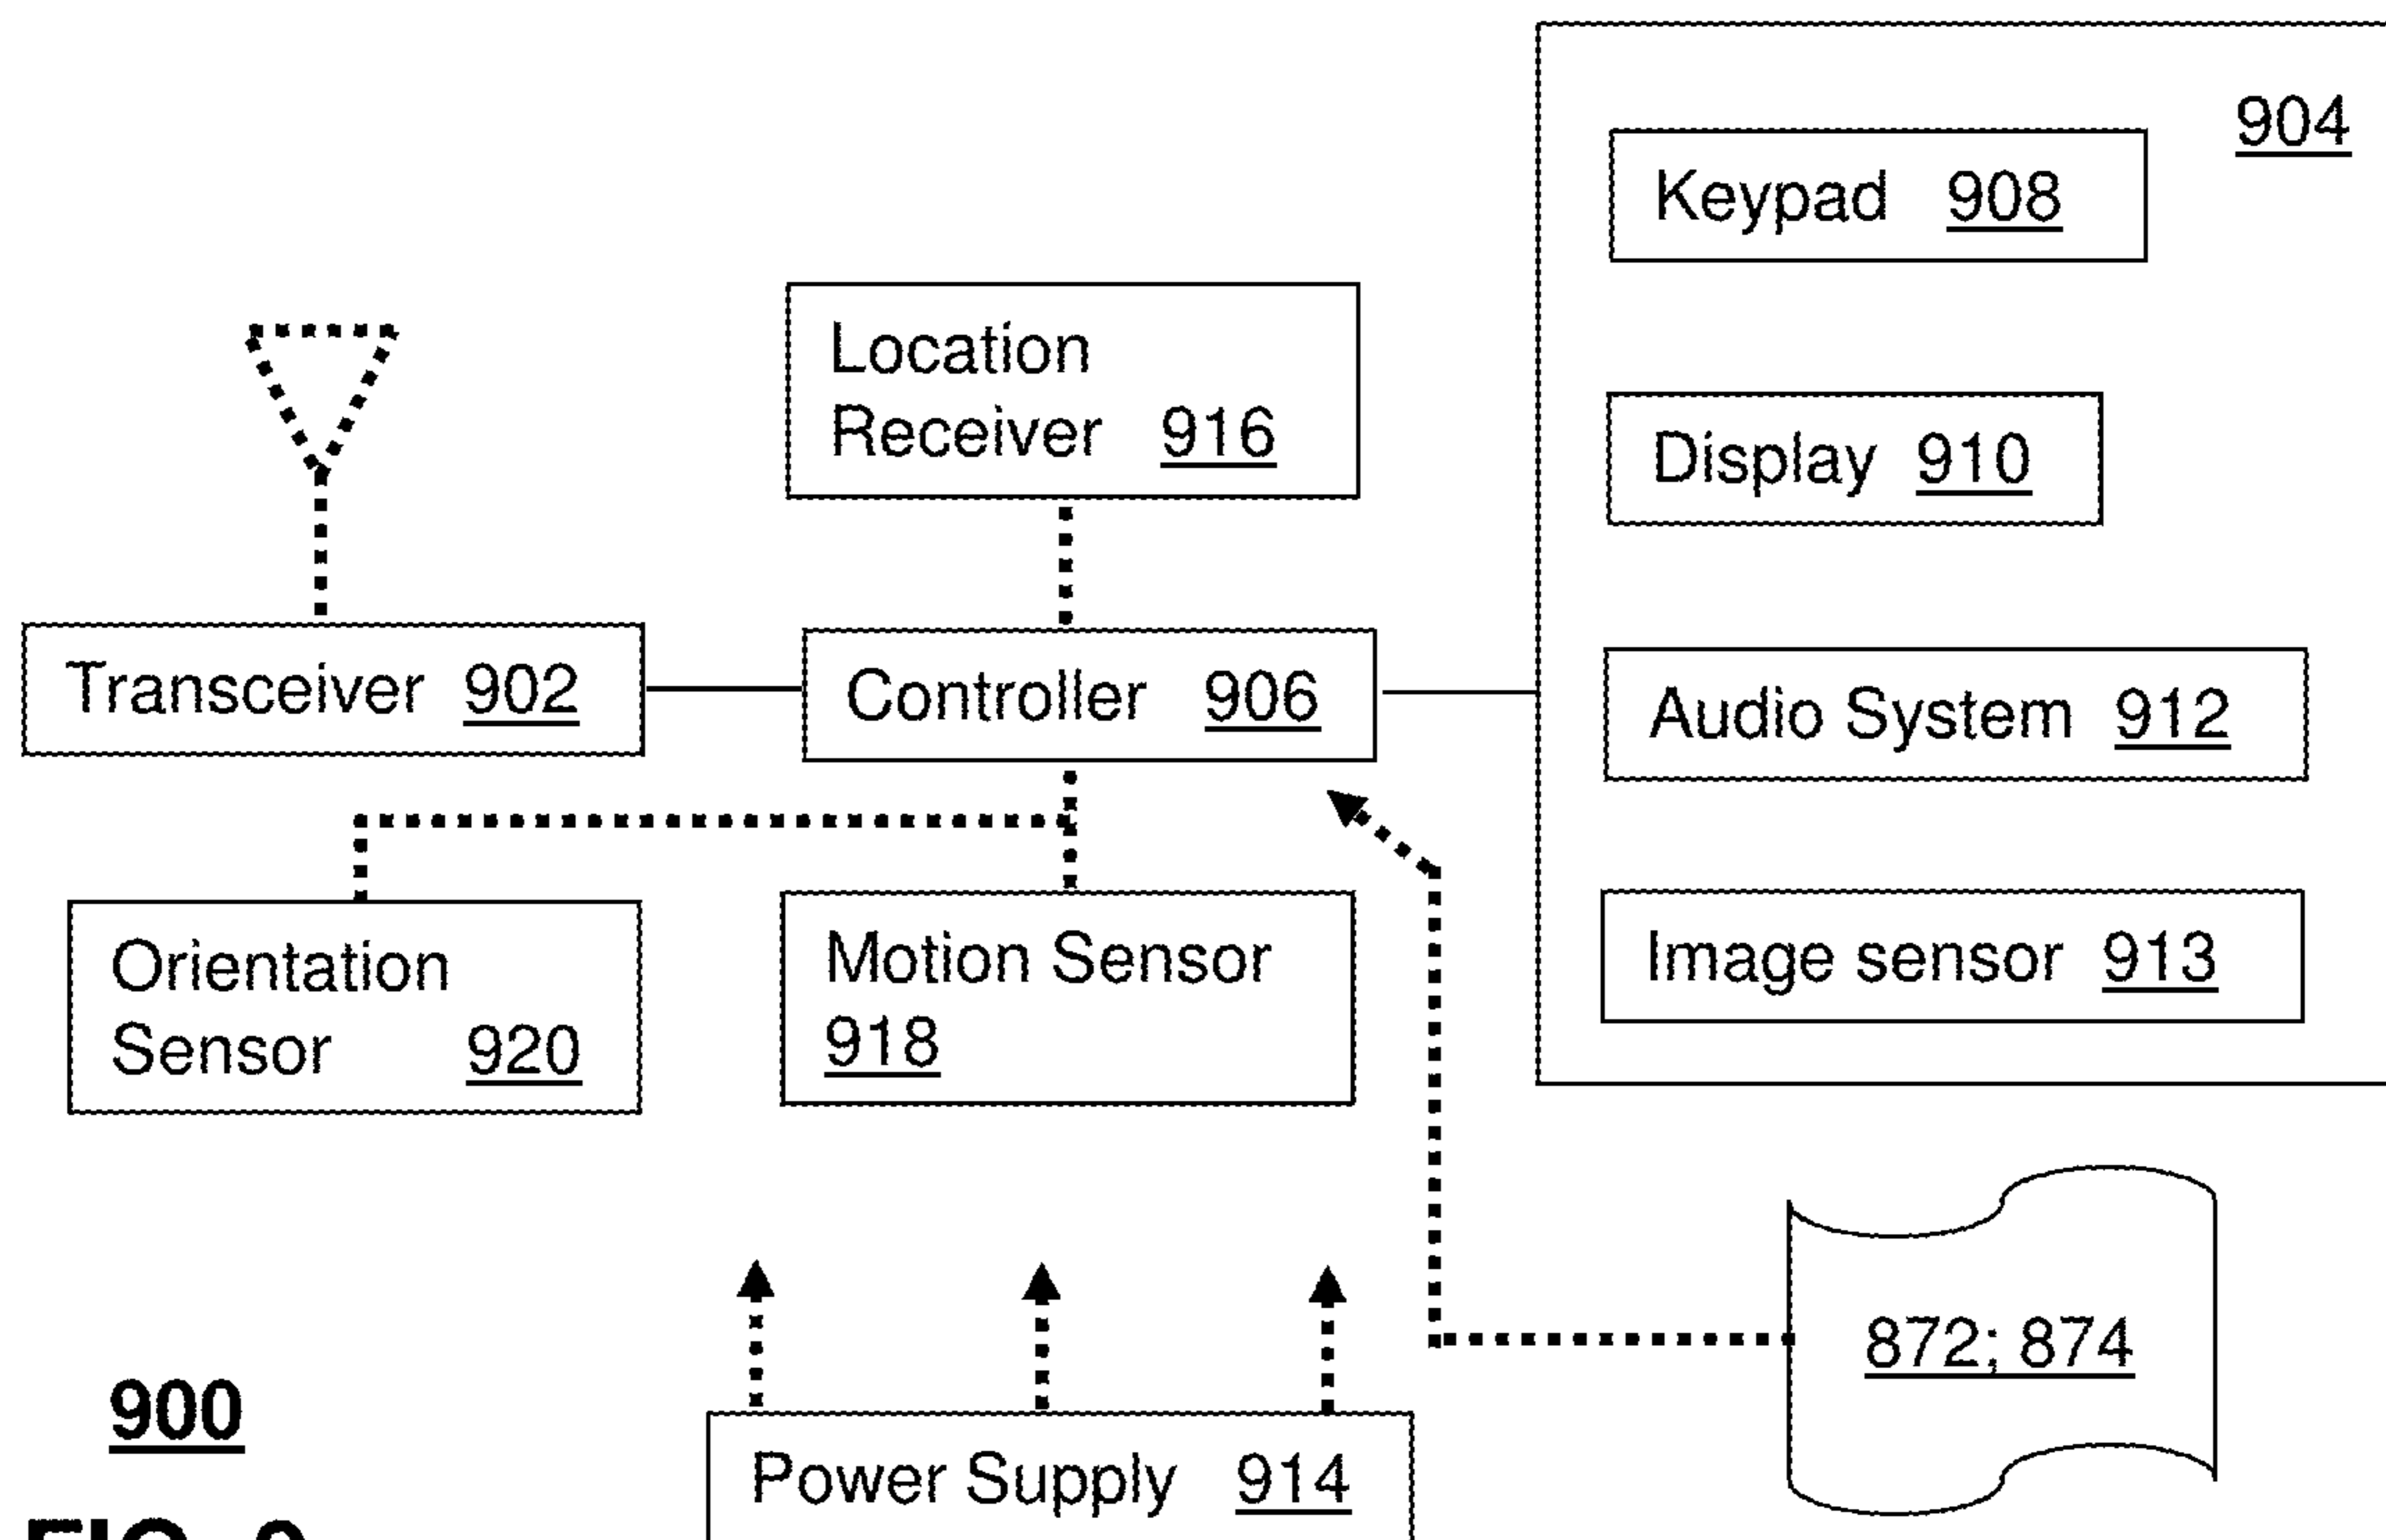 904
Keypad 908
Location
Receiver 916
Display 910
Transceiver 902
Controller 906
Audio System 912
Orientation
Sensor 920
Motion Sensor
918
Image sensor 913
872; 874
900
Power Supply 914